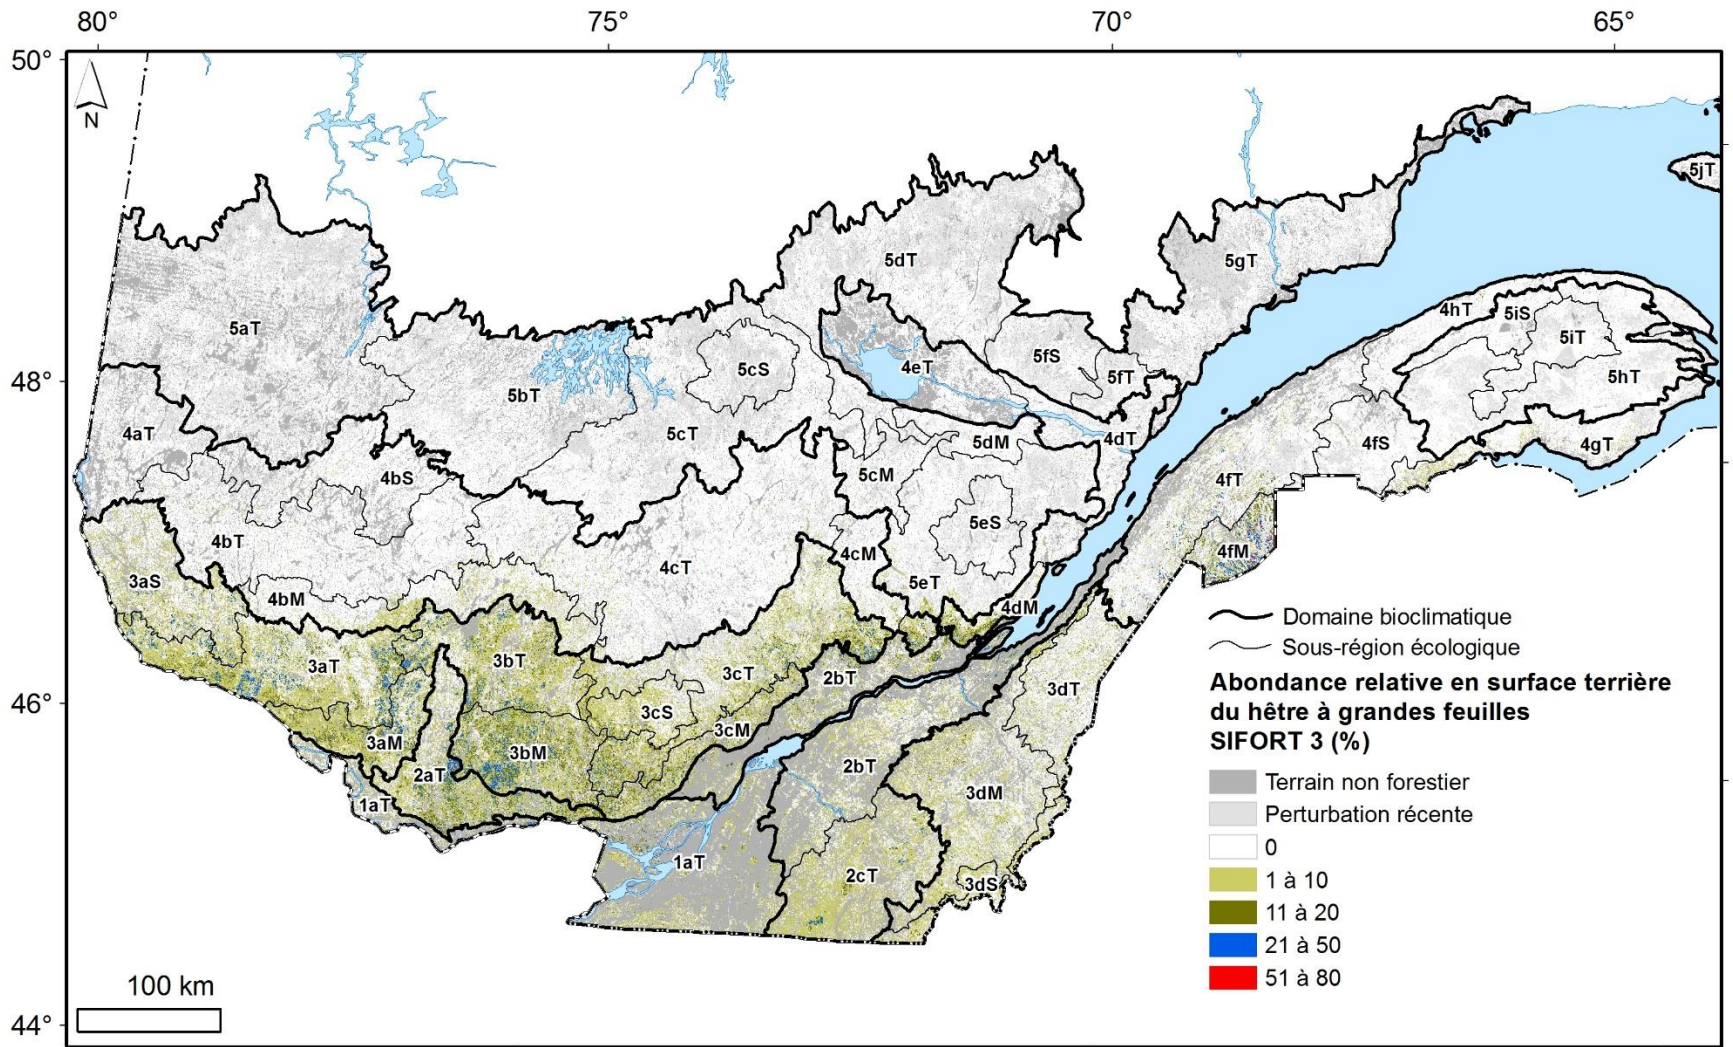 80°
75°
70°
65°
50°
48°
46°
44°
N
5jT
5dT
5gT
4hT
5iS
5aT
5fS
5iT
5cS
4eT
5fT
5hT
5bT
4aT
5cT
5dM
4dT
4fS
4gT
4bS
5cM
4fT
5eS
4bT
4cM
4fM
4cT
3aS
5eT
4bM
4dM
3aT
3bT
3cT
2bT
3dT
3cS
3aM
3bM
3cM
2aT
2bT
3dM
1aT
1aT
2cT
3dS
Domaine bioclimatique
Sous-région écologique
Abondance relative en surface terrière
du hêtre à grandes feuilles
SIFORT 3 (%)
Terrain non forestier
Perturbation récente
0
1 à 10
11 à 20
21 à 50
51 à 80
100 km